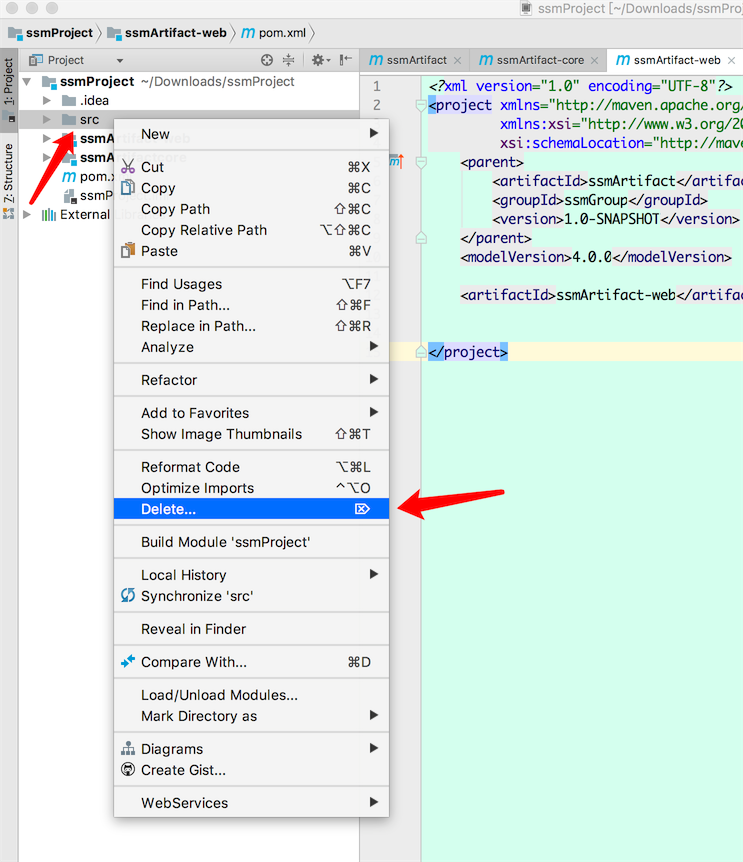 ssmProject [~/Downloads/ssmProj
ssmProject ssmArtifact-web pom.xml
Project
ssmArtifact ssmArtifact-core ssmArtifact-web
1: Project
Z: Structure
ssmProject ~/Downloads/ssmProject
.idea
src
pom.x
External
New
Cut ⌘X
Copy ⌘C
Copy Path ⇧⌘C
Copy Relative Path ⌥⇧⌘C
Paste ⌘V
Find Usages ⌥F7
Find in Path... ⇧⌘F
Replace in Path... ⇧⌘R
Analyze
Refactor
Add to Favorites
Show Image Thumbnails ⇧⌘T
Reformat Code ⌥⌘L
Optimize Imports ^⌥O
Delete... ⌦
Build Module 'ssmProject'
Local History
Synchronize 'src'
Reveal in Finder
Compare With... ⌘D
Load/Unload Modules...
Mark Directory as
Diagrams
Create Gist...
WebServices
1 <?xml version="1.0" encoding="UTF-8"?>
2 <project xmlns="http://maven.apache.org/
xmlns:xsi="http://www.w3.org/20
xsi:schemaLocation="http://mav
<parent>
<artifactId>ssmArtifact</artifac
<groupId>ssmGroup</groupId>
<version>1.0-SNAPSHOT</version>
</parent>
<modelVersion>4.0.0</modelVersion>
<artifactId>ssmArtifact-web</artifac
</project>